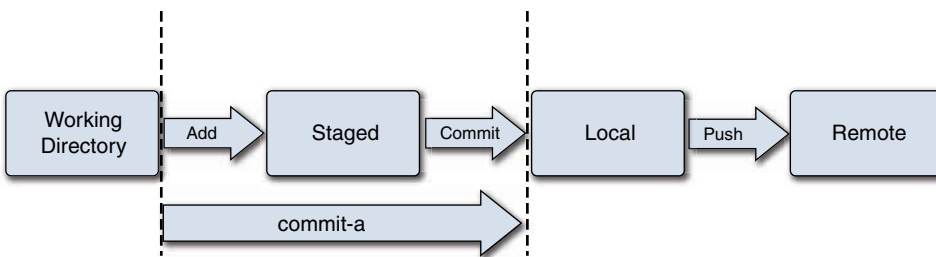 Working
Directory
Add
Staged
Commit
Local
Push
Remote
commit-a